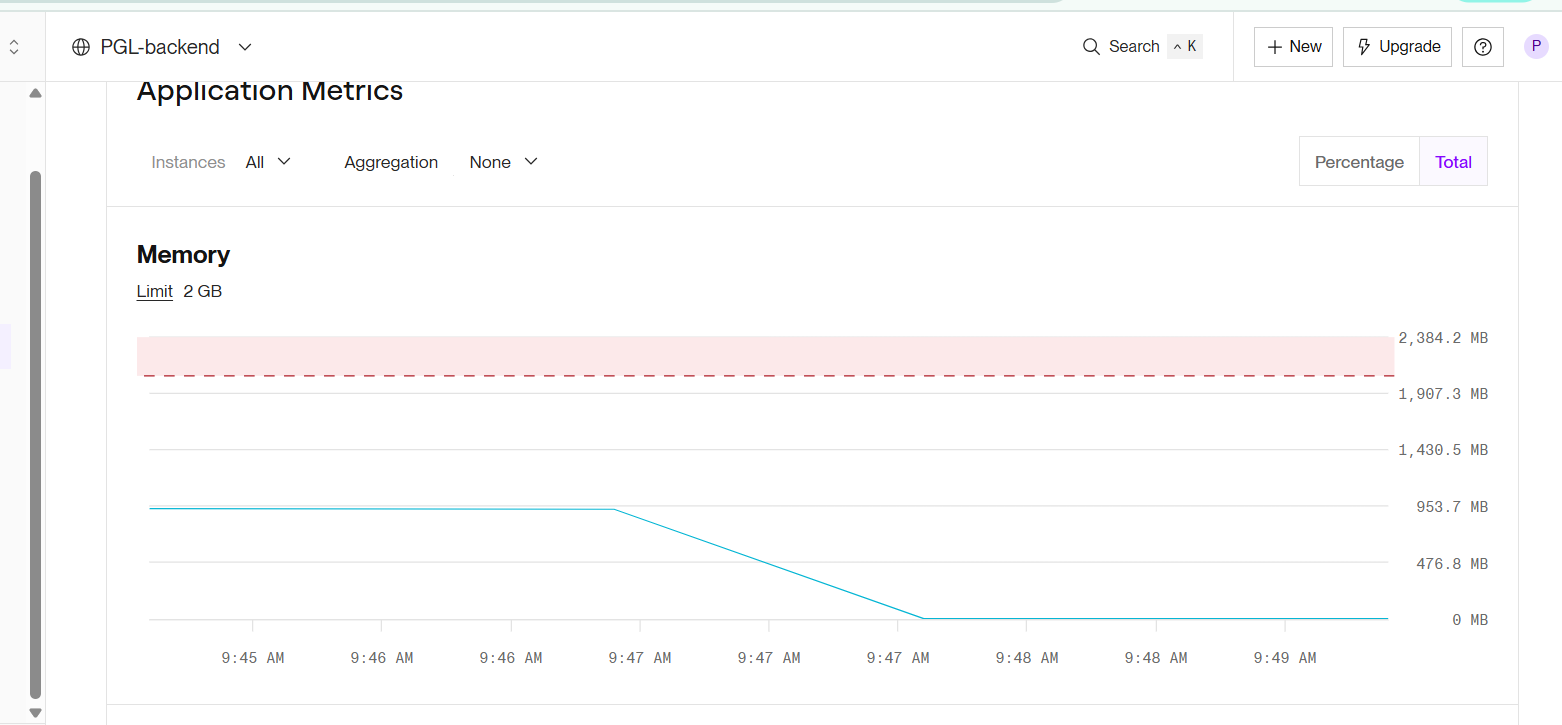 PGL-backend
Search ^ K
+ New
Upgrade
P
Application Metrics
Instances All
Aggregation None
Percentage
Total
Memory
Limit 2 GB
2,384.2 MB
1,907.3 MB
1,430.5 MB
953.7 MB
476.8 MB
0 MB
9:45 AM 9:46 AM 9:46 AM 9:47 AM 9:47 AM 9:47 AM 9:48 AM 9:48 AM 9:49 AM